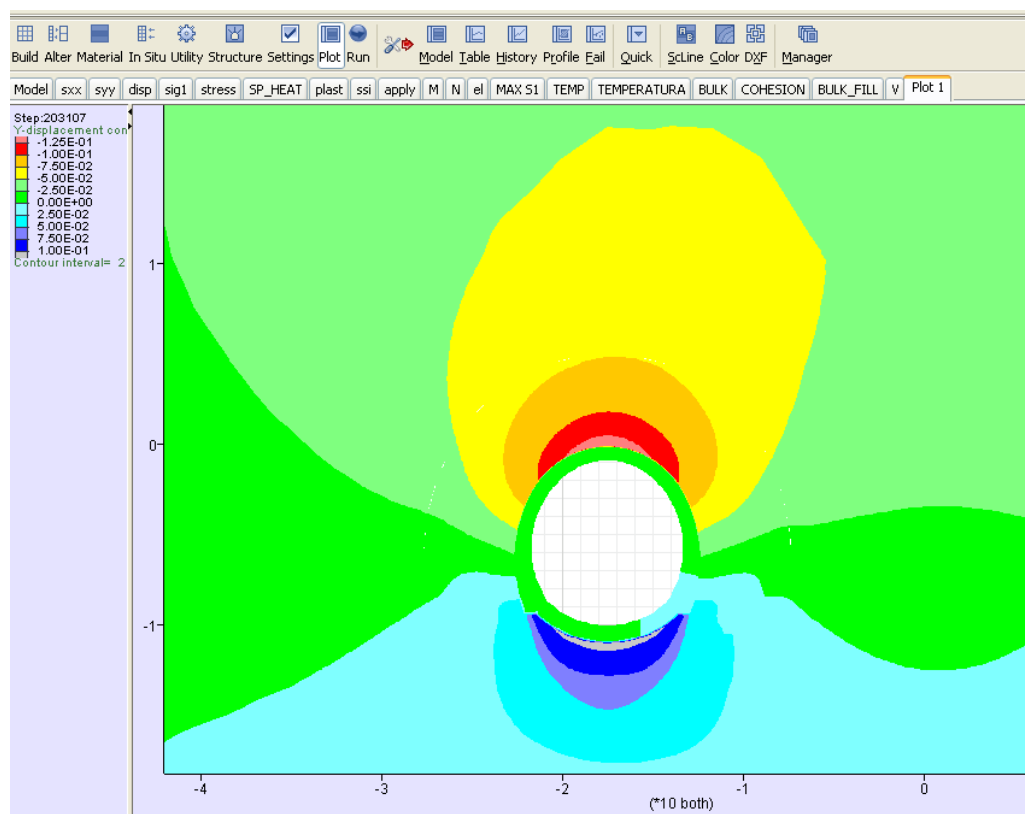 Build Alter Material In Situ Utility Structure Settings Plot Run Model Table History Profile Fail Quick ScLine Color DXF Manager
Model sxx syy disp sig1 stress SP_HEAT plast ssi apply M N el MAX S1 TEMP TEMPERATURA BULK COHESION BULK_FILL V Plot 1
Step:203107
Y-displacement con
-1.25E-01
-1.00E-01
-7.50E-02
-5.00E-02
-2.50E-02
0.00E+00
2.50E-02
5.00E-02
7.50E-02
1.00E-01
Contour interval= 2
1
0
-1
-4 -3 -2 -1 0
(*10 both)